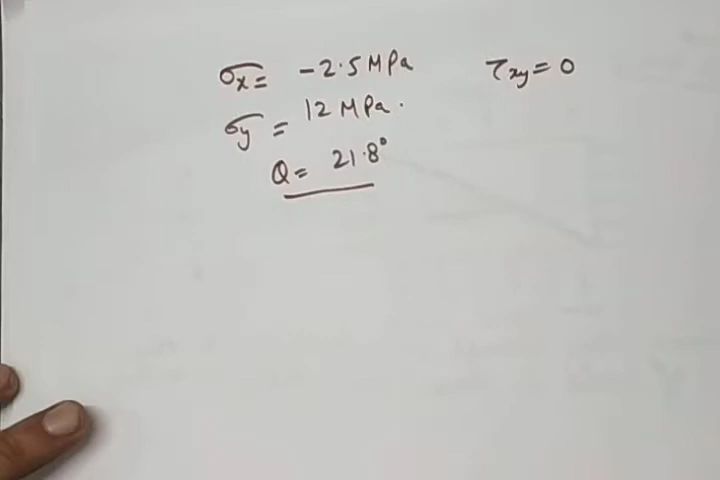 σx = -2.5 MPa τxy = 0
σy = 12 MPa.
Q = 21.8°